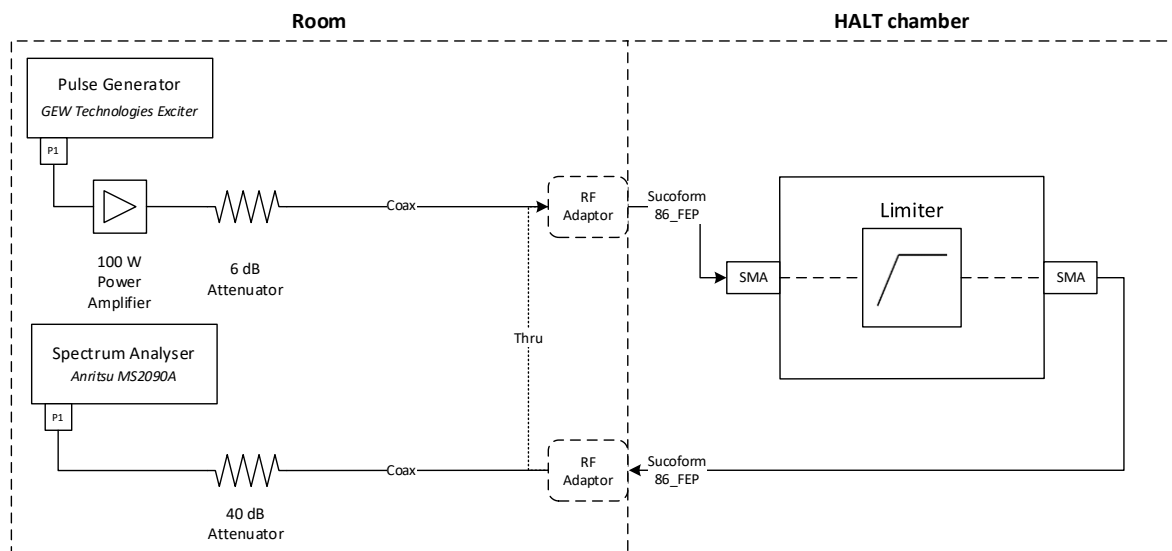 Room
HALT chamber
Pulse Generator
GEW Technologies Exciter
P1
100 W
Power
Amplifier
6 dB
Attenuator
Coax
RF
Adaptor
Sucoform
86_FEP
SMA
Limiter
SMA
Thru
Spectrum Analyser
Anritsu MS2090A
P1
40 dB
Attenuator
Coax
RF
Adaptor
Sucoform
86_FEP